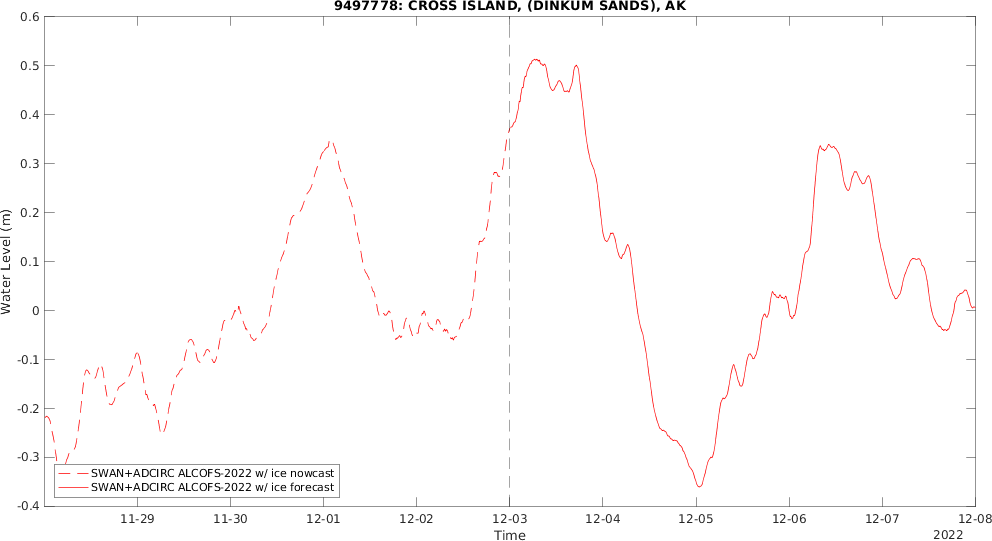 9497778: CROSS ISLAND, (DINKUM SANDS), AK
0.6
0.5
0.4
0.3
0.2
0.1
0
-0.1
-0.2
-0.3
-0.4
Water Level (m)
SWAN+ADCIRC ALCOFS-2022 w/ ice nowcast
SWAN+ADCIRC ALCOFS-2022 w/ ice forecast
11-29 11-30 12-01 12-02 12-03 12-04 12-05 12-06 12-07 12-08
Time
2022